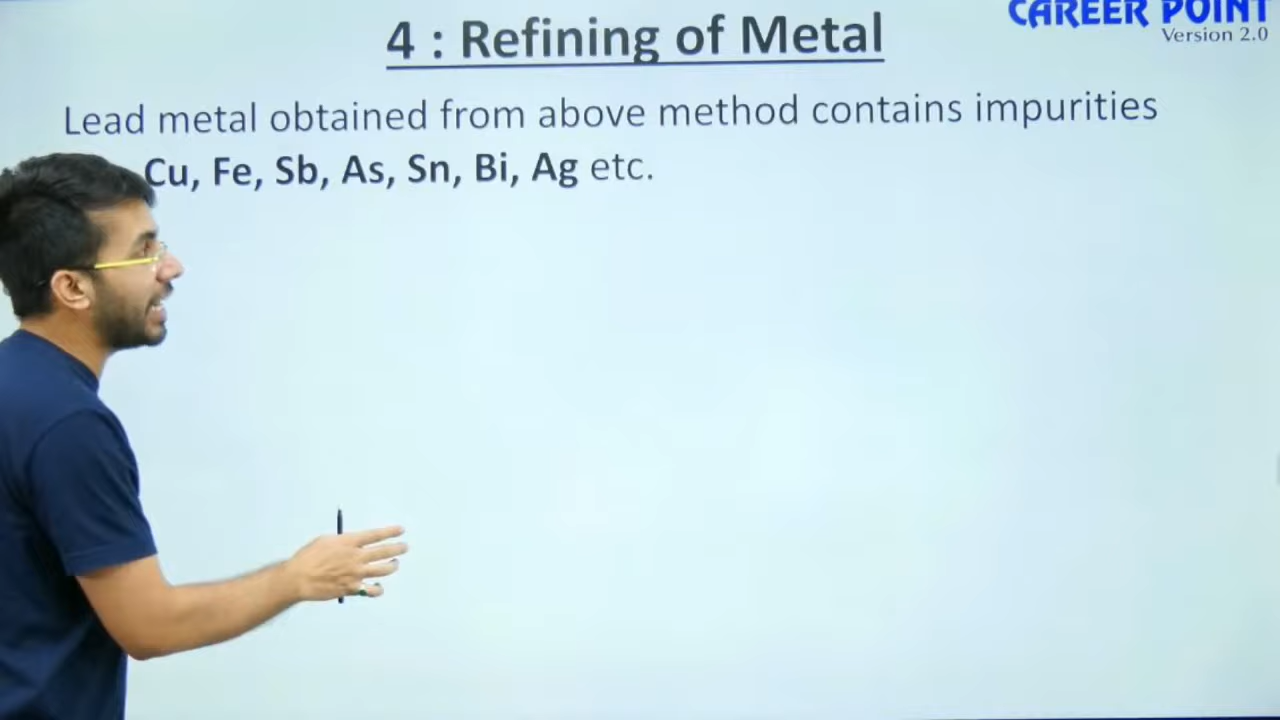 CAREER POINT
Version 2.0
4 : Refining of Metal
Lead metal obtained from above method contains impurities
Cu, Fe, Sb, As, Sn, Bi, Ag etc.